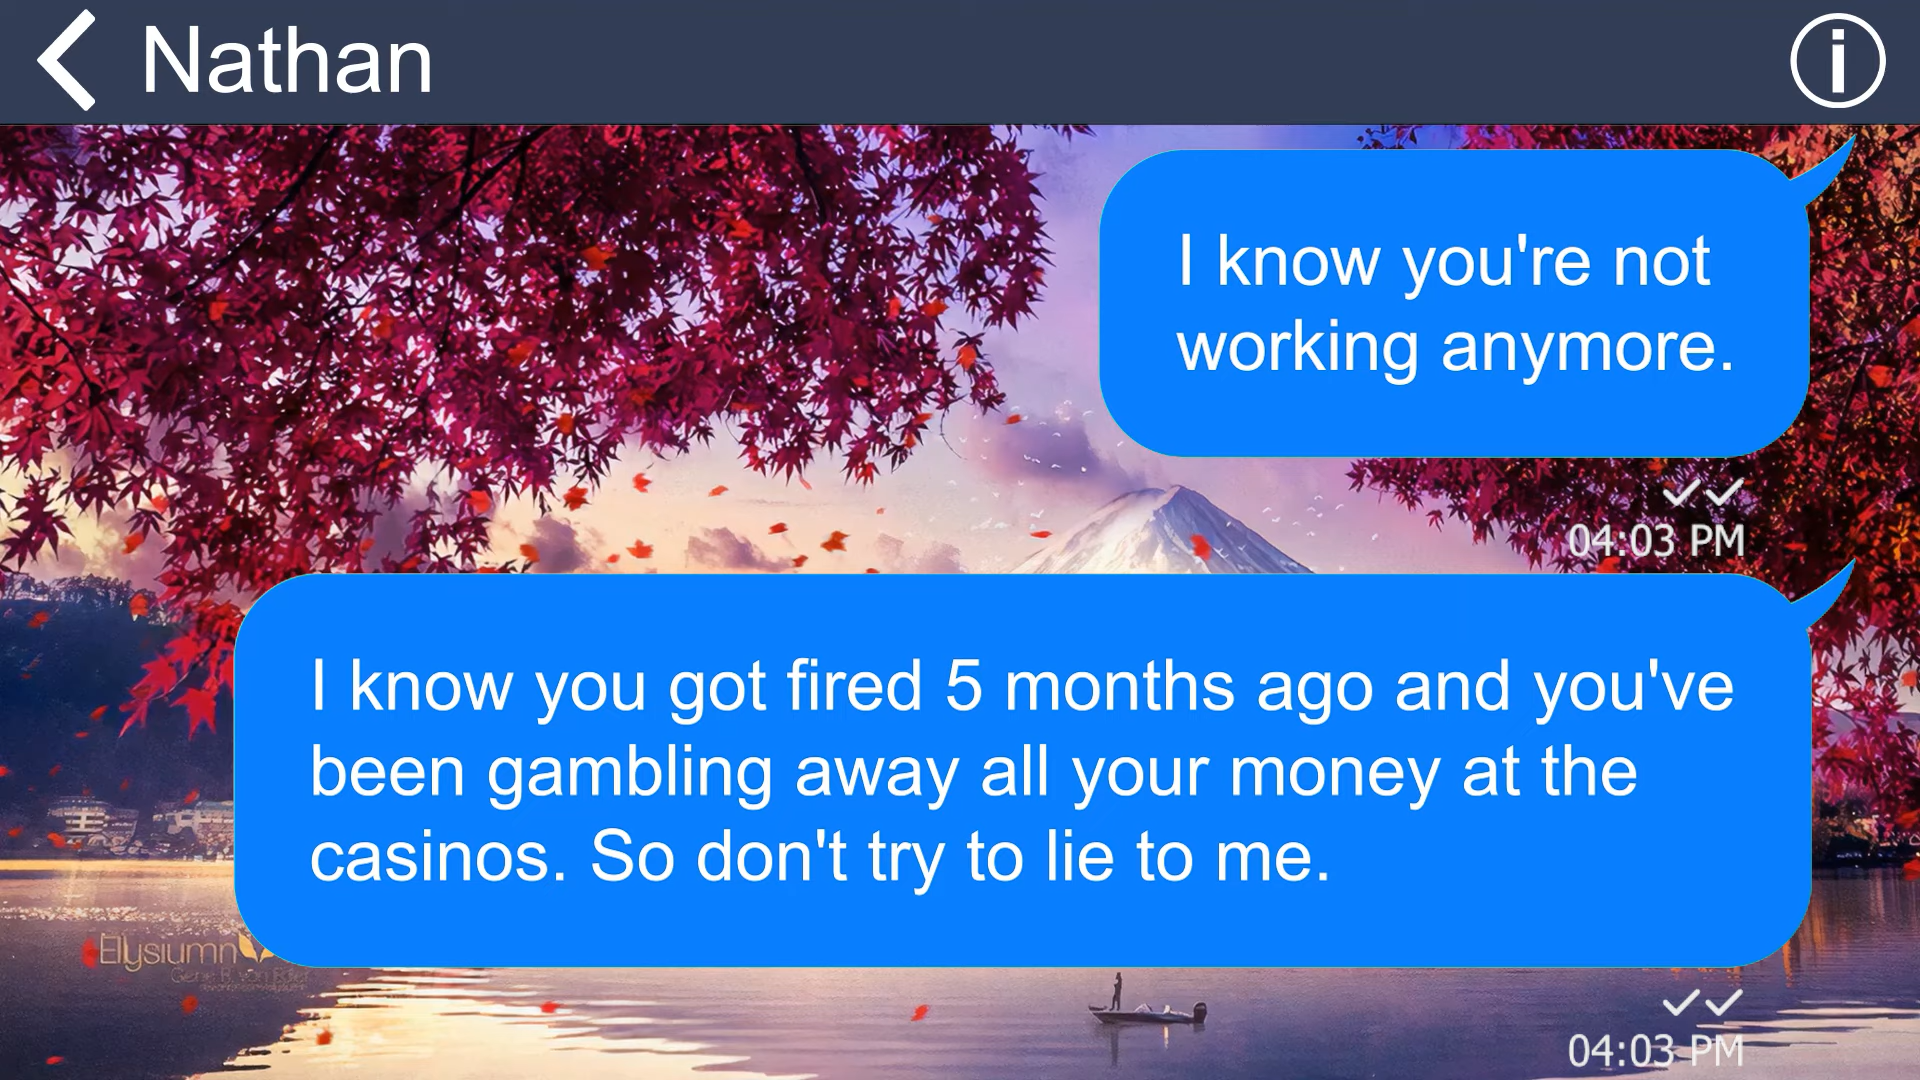 Nathan
I know you're not
working anymore.
04:03 PM
I know you got fired 5 months ago and you've
been gambling away all your money at the
casinos. So don't try to lie to me.
Elysiumn
04:03 PM